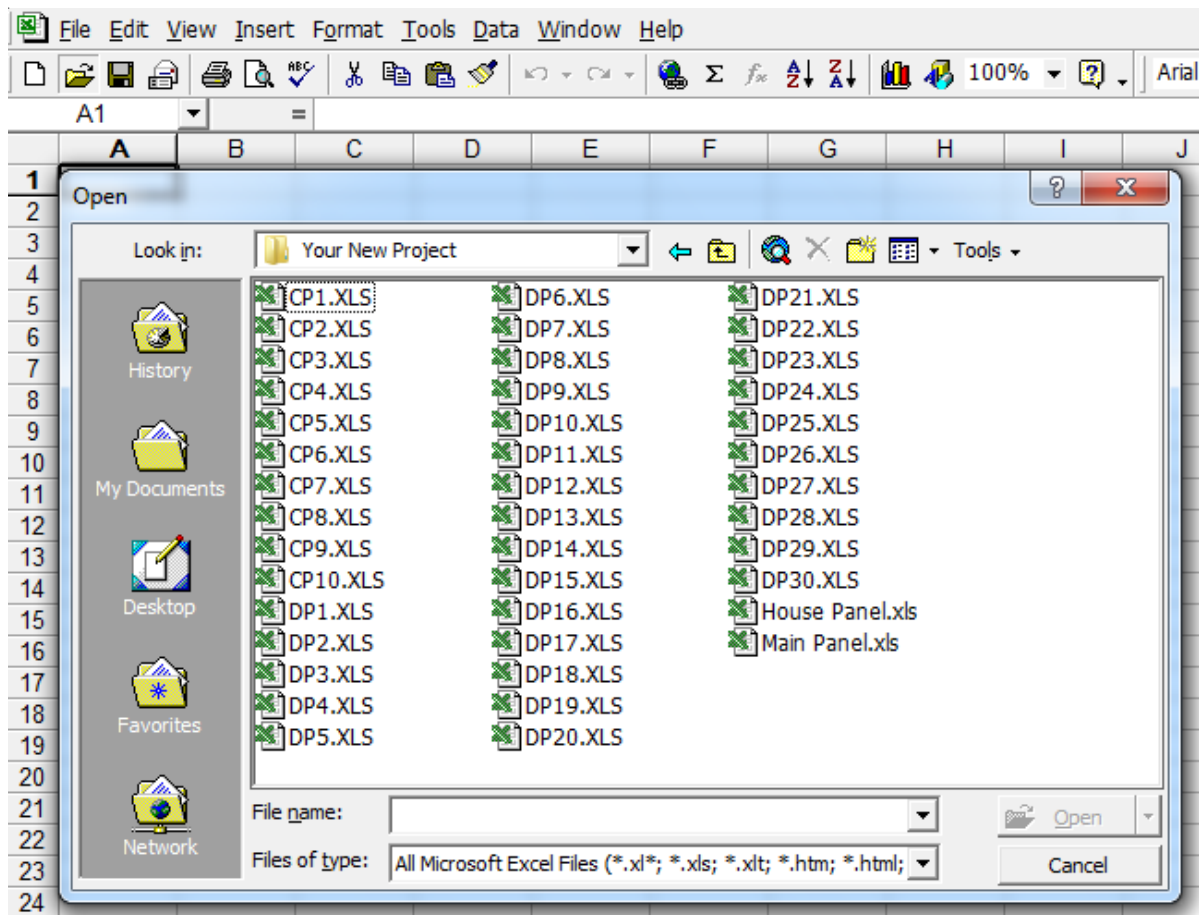 File Edit View Insert Format Tools Data Window Help
ABC Σ fx A Z Z A 100% ? Arial
A1 =
A B C D E F G H I J
1
Open ? X
2
3 Look in: Your New Project Tools
4
5 CP1.XLS DP6.XLS DP21.XLS
6 CP2.XLS DP7.XLS DP22.XLS
7 History CP3.XLS DP8.XLS DP23.XLS
8 CP4.XLS DP9.XLS DP24.XLS
9 CP5.XLS DP10.XLS DP25.XLS
10 CP6.XLS DP11.XLS DP26.XLS
11 My Documents CP7.XLS DP12.XLS DP27.XLS
12 CP8.XLS DP13.XLS DP28.XLS
13 CP9.XLS DP14.XLS DP29.XLS
14 CP10.XLS DP15.XLS DP30.XLS
15 Desktop DP1.XLS DP16.XLS House Panel.xls
16 DP2.XLS DP17.XLS Main Panel.xls
17 DP3.XLS DP18.XLS
18 Favorites DP4.XLS DP19.XLS
19 DP5.XLS DP20.XLS
20
21 File name: Open
22 Network Files of type: All Microsoft Excel Files (*.xl*; *.xls; *.xlt; *.htm; *.html;
23 Cancel
24